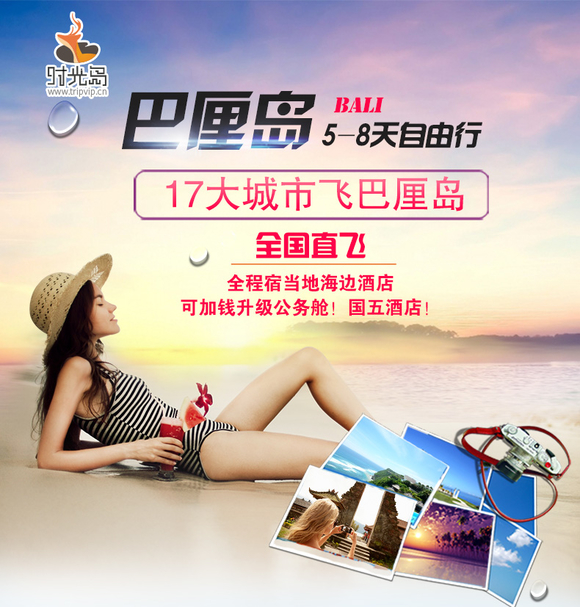 时光岛
www.tripvip.cn
巴厘岛 BALI
5-8天自由行
17大城市飞巴厘岛
全国直飞
全程宿当地海边酒店
可加钱升级公务舱！国五酒店！